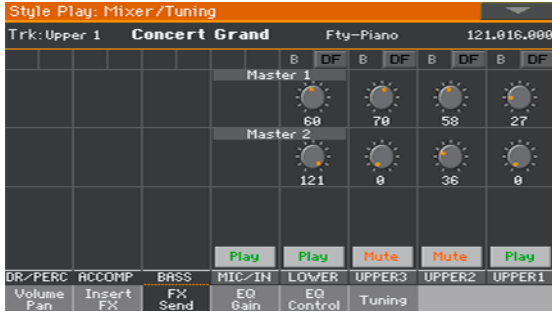 Style Play: Mixer/Tuning
Trk:Upper 1 Concert Grand Fty-Piano 121.016.000
B DF B DF B DF B DF
Master 1
60 70 58 27
Master 2
121 0 36 0
Play Play Mute Mute Play
DR/PERC ACCOMP BASS MIC/IN LOWER UPPER3 UPPER2 UPPER1
Volume Pan Insert FX FX Send EQ Gain EQ Control Tuning